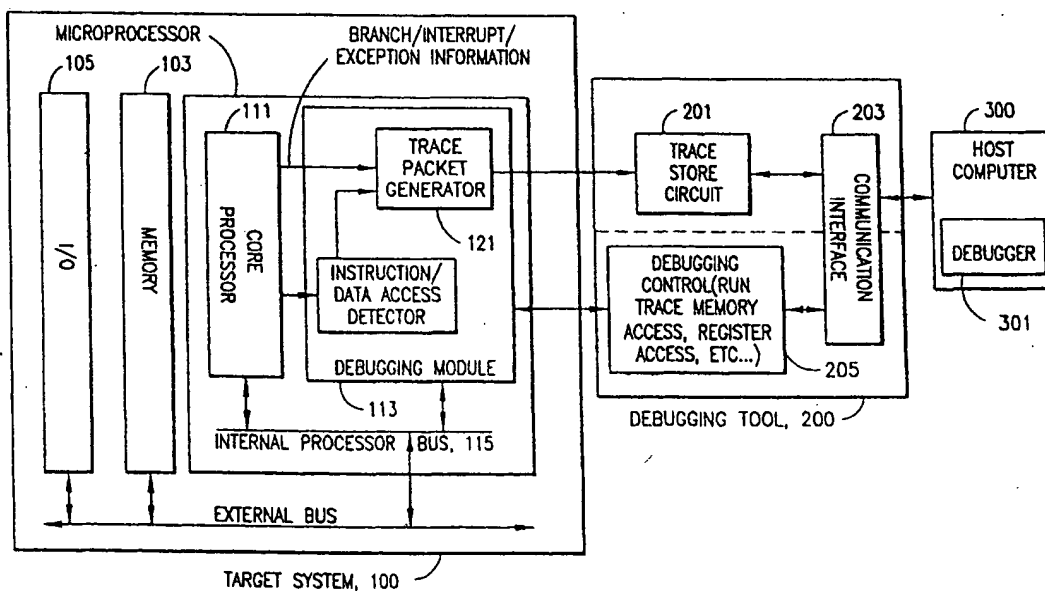 MICROPROCESSOR
BRANCH/INTERRUPT/
EXCEPTION INFORMATION
105
103
111
I/O
MEMORY
CORE
PROCESSOR
TRACE
PACKET
GENERATOR
121
INSTRUCTION/
DATA ACCESS
DETECTOR
DEBUGGING MODULE
113
INTERNAL PROCESSOR BUS, 115
EXTERNAL BUS
TARGET SYSTEM, 100
201
TRACE
STORE
CIRCUIT
203
COMMUNICATION
INTERFACE
DEBUGGING
CONTROL(RUN
TRACE MEMORY
ACCESS, REGISTER
ACCESS, ETC...)
205
DEBUGGING TOOL, 200
300
HOST
COMPUTER
DEBUGGER
301